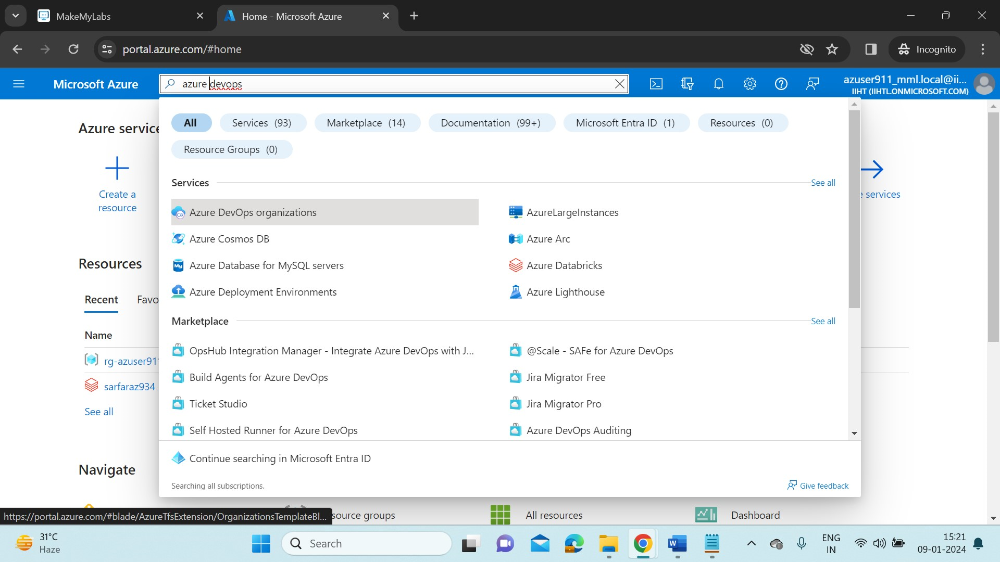 MakeMyLabs
Home - Microsoft Azure
portal.azure.com/#home
Incognito
Microsoft Azure
azure devops
azuser911_mml.local@ii...
IIHT (IIHTL.ONMICROSOFT.COM)
All
Services (93)
Marketplace (14)
Documentation (99+)
Microsoft Entra ID (1)
Resources (0)
Resource Groups (0)
Azure service
Create a
resource
services
Services
See all
Azure DevOps organizations
AzureLargeInstances
Azure Cosmos DB
Azure Arc
Azure Database for MySQL servers
Azure Databricks
Azure Deployment Environments
Azure Lighthouse
Resources
Recent
Favo
Name
rg-azuser911
sarfaraz934
See all
Marketplace
See all
OpsHub Integration Manager - Integrate Azure DevOps with J...
@Scale - SAFe for Azure DevOps
Build Agents for Azure DevOps
Jira Migrator Free
Ticket Studio
Jira Migrator Pro
Self Hosted Runner for Azure DevOps
Azure DevOps Auditing
Continue searching in Microsoft Entra ID
Searching all subscriptions.
Give feedback
Navigate
https://portal.azure.com/#blade/AzureTfsExtension/OrganizationsTemplateBl...
source groups
All resources
Dashboard
31°C
Haze
Search
ENG
IN
15:21
09-01-2024